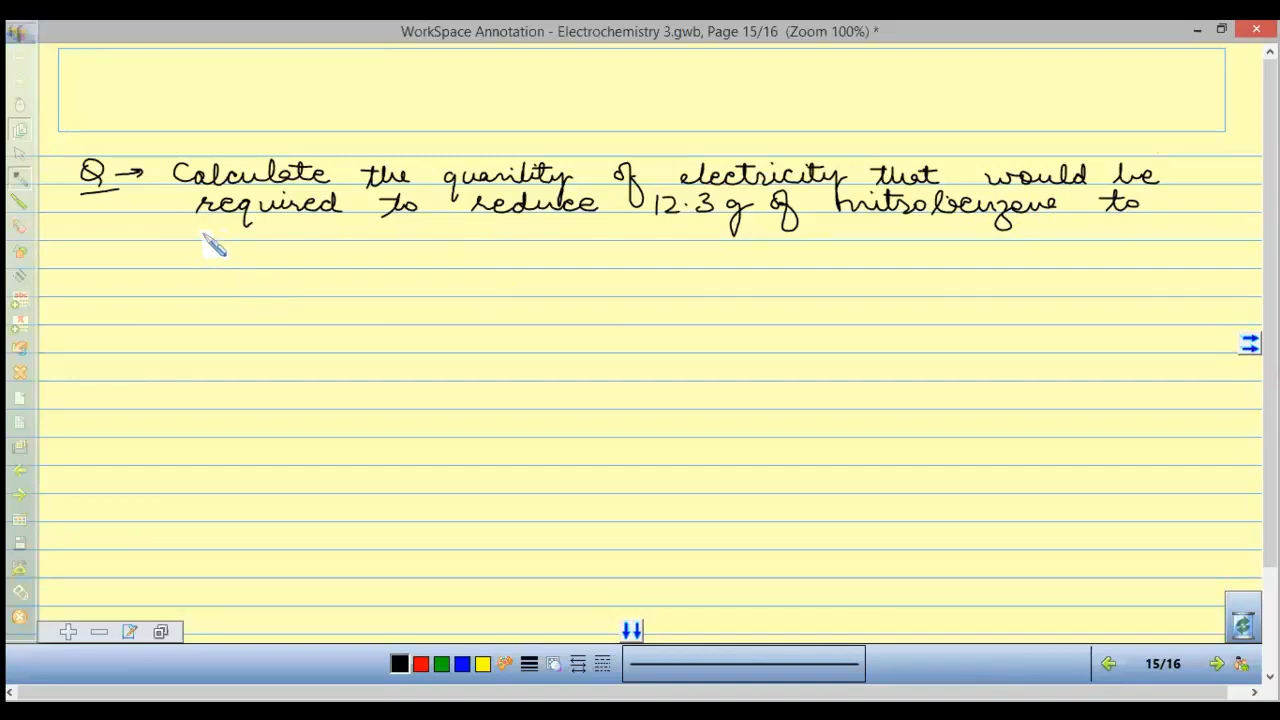 WorkSpace Annotation - Electrochemistry 3.gwb, Page 15/16 (Zoom 100%) *
Q → Calculate the quantity of electricity that would be
required to reduce 12.3 g of nitrobenzene to
15/16